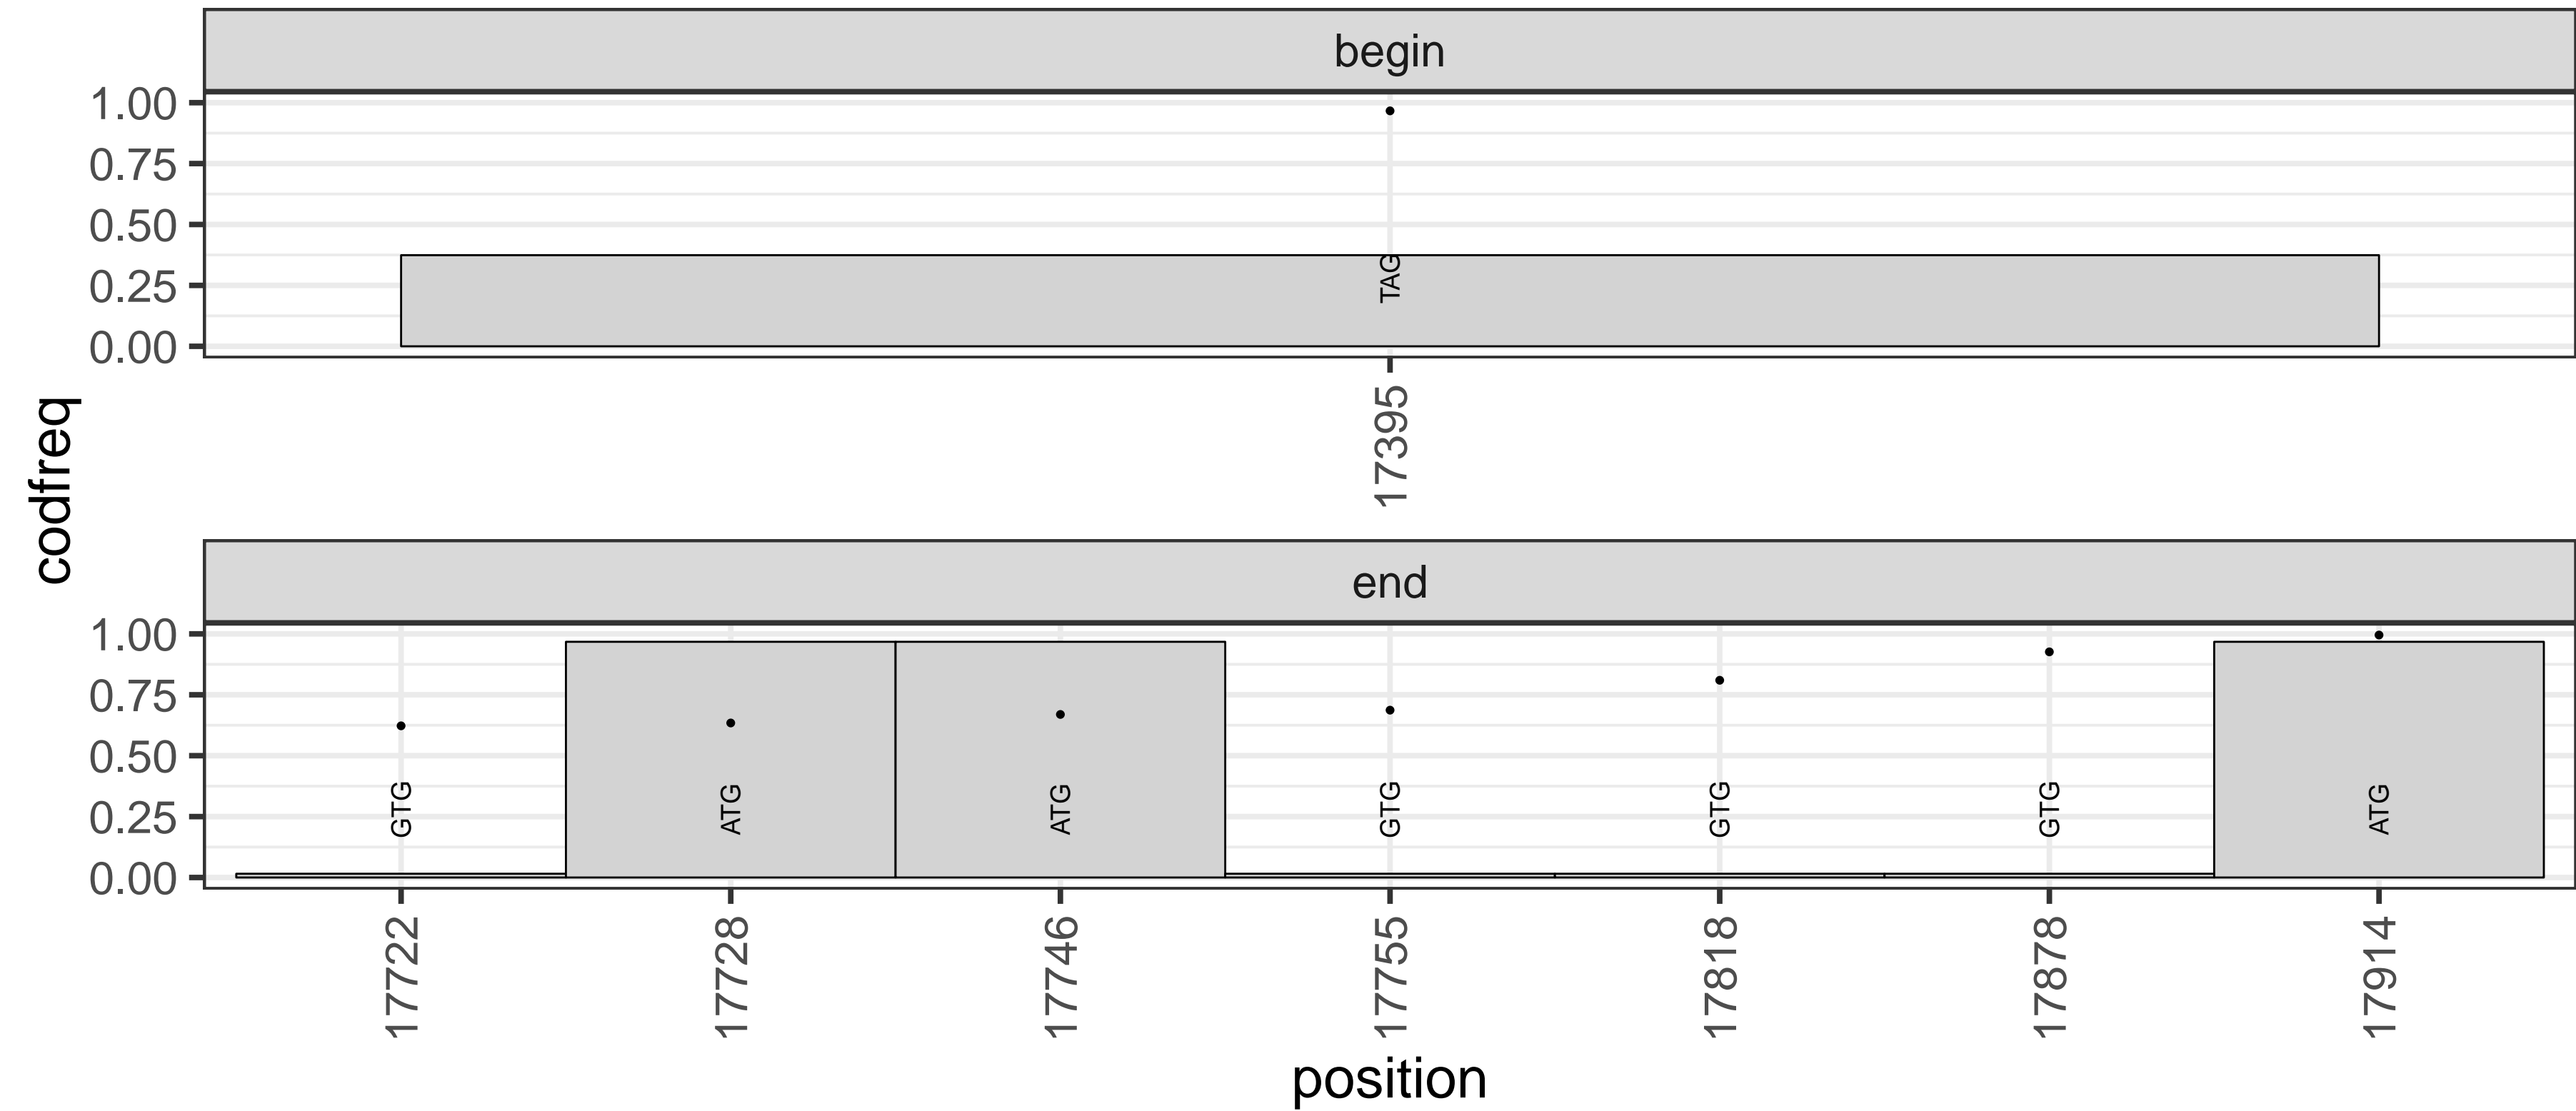 begin
1.00
0.75
0.50
0.25
0.00
TAG
17395
codfreq
end
1.00
0.75
0.50
0.25
0.00
GTG ATG ATG GTG GTG GTG ATG
17722 17728 17746 17755 17818 17878 17914
position